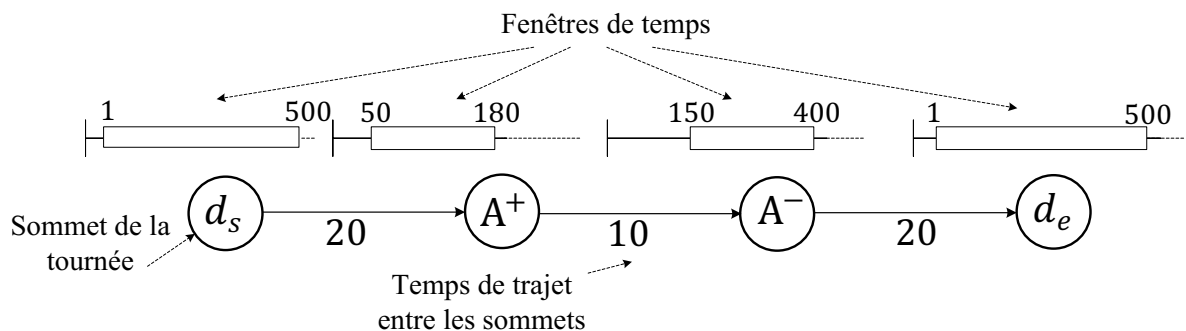 Fenêtres de temps
1 500 50 180 150 400 1 500
d_s A⁺ A⁻ d_e
20 10 20
Sommet de la
tournée
Temps de trajet
entre les sommets